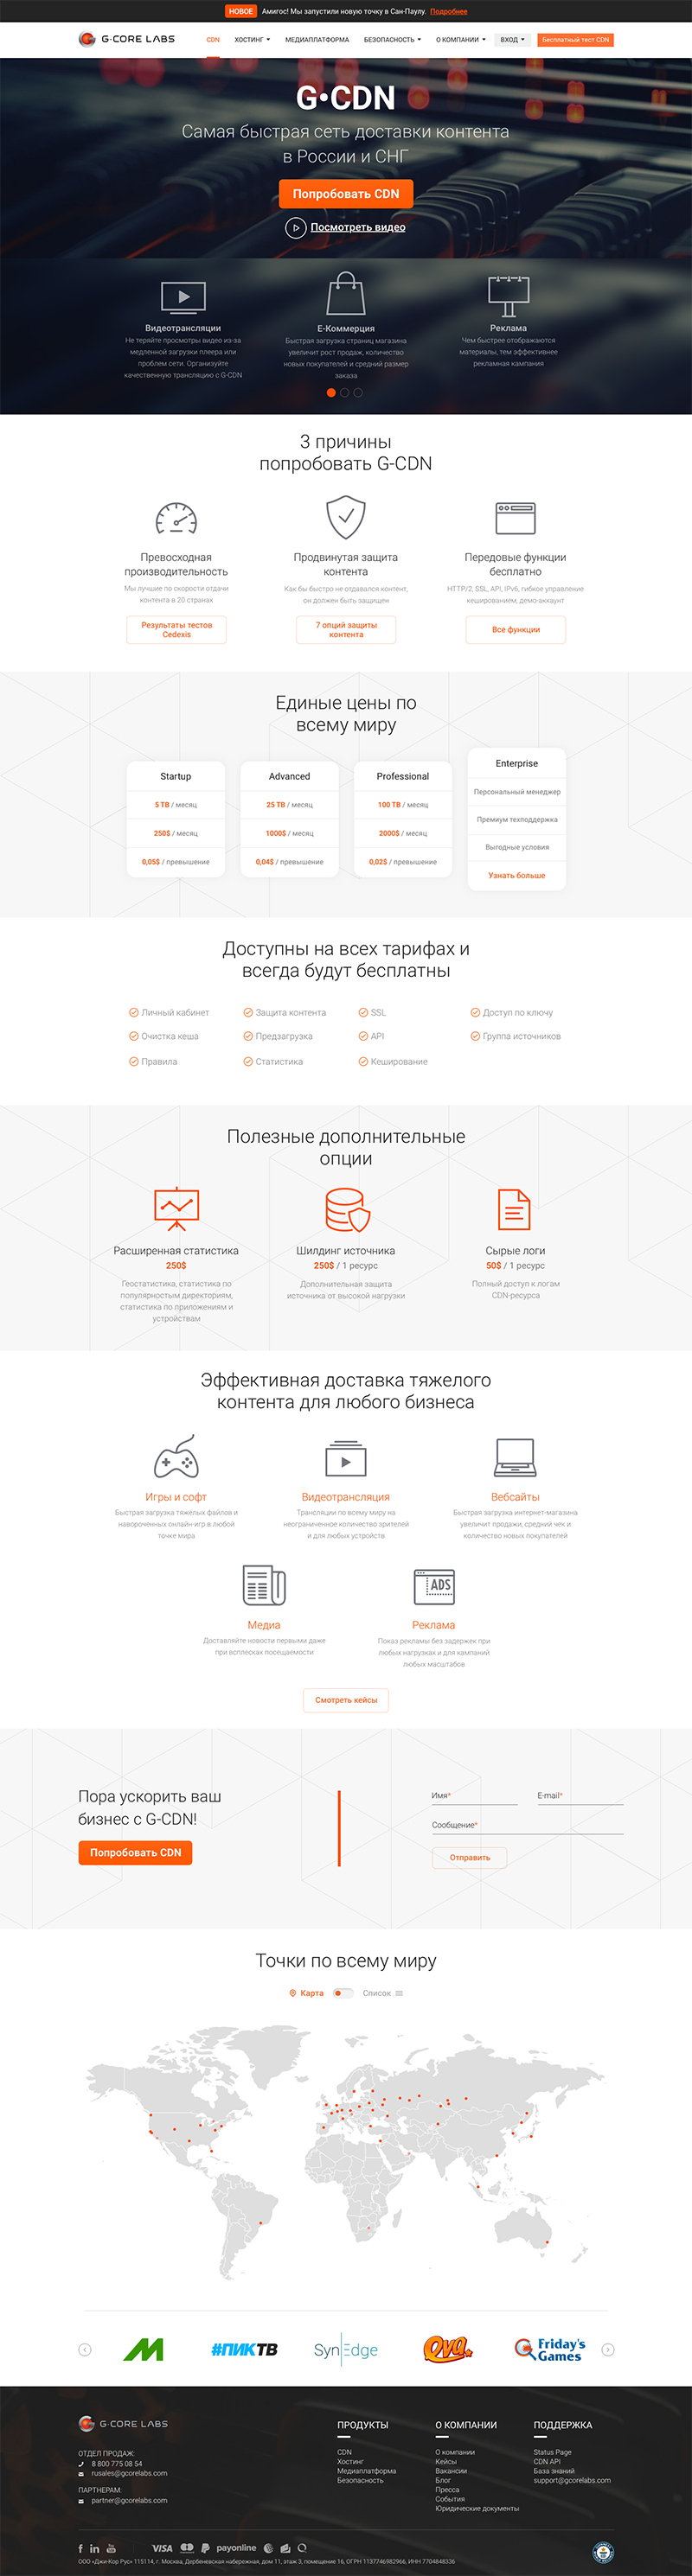 НОВОЕ Амигос! Мы запустили новую точку в Сан-Паулу. Подробнее
G-CORE LABS CDN ХОСТИНГ МЕДИАПЛАТФОРМА БЕЗОПАСНОСТЬ О КОМПАНИИ ВХОД Бесплатный тест CDN
G•CDN
Самая быстрая сеть доставки контента
в России и СНГ
Попробовать CDN
Посмотреть видео
Видеотрансляции
Не теряйте просмотры видео из-за
медленной загрузки плеера или
проблем сети. Организуйте
качественную трансляцию с G-CDN
Е-Коммерция
Быстрая загрузка страниц магазина
увеличит рост продаж, количество
новых покупателей и средний размер
заказа
Реклама
Чем быстрее отображаются
материалы, тем эффективнее
рекламная кампания
3 причины
попробовать G-CDN
Превосходная
производительность
Мы лучшие по скорости отдачи
контента в 20 странах
Результаты тестов
Cedexis
Продвинутая защита
контента
Как бы быстро не отдавался контент,
он должен быть защищен
7 опций защиты
контента
Передовые функции
бесплатно
HTTP/2, SSL, API, IPv6, гибкое управление
кешированием, демо-аккаунт
Все функции
Единые цены по
всему миру
Startup
5 TB / месяц
250$ / месяц
0,05$ / превышение
Advanced
25 TB / месяц
1000$ / месяц
0,04$ / превышение
Professional
100 TB / месяц
2000$ / месяц
0,02$ / превышение
Enterprise
Персональный менеджер
Премиум техподдержка
Выгодные условия
Узнать больше
Доступны на всех тарифах и
всегда будут бесплатны
Личный кабинет Защита контента SSL Доступ по ключу
Очистка кеша Предзагрузка API Группа источников
Правила Статистика Кеширование
Полезные дополнительные
опции
Расширенная статистика
250$
Геостатистика, статистика по
популярстным директориям,
статистика по приложениям и
устройствам
Шилдинг источника
250$ / 1 ресурс
Дополнительная защита
источника от высокой нагрузки
Сырые логи
50$ / 1 ресурс
Полный доступ к логам
CDN-ресурса
Эффективная доставка тяжелого
контента для любого бизнеса
Игры и софт
Быстрая загрузка тяжёлых файлов и
навороченных онлайн-игр в любой
точке мира
Видеотрансляция
Трансляции по всему миру на
неограниченное количество зрителей
и для любых устройств
Вебсайты
Быстрая загрузка интернет-магазина
увеличит продажи, средний чек и
количество новых покупателей
Медиа
Доставляйте новости первыми даже
при всплесках посещаемости
ADS
Реклама
Показ рекламы без задержек при
любых нагрузках и для кампаний
любых масштабов
Смотреть кейсы
Пора ускорить ваш
бизнес с G-CDN!
Попробовать CDN
Имя* E-mail*
Сообщение*
Отправить
Точки по всему миру
Карта Список
#ПИКТВ
SynEdge
Qya
Friday's
Games
G-CORE LABS
ОТДЕЛ ПРОДАЖ:
8 800 775 08 54
rusales@gcorelabs.com
ПАРТНЕРАМ:
partner@gcorelabs.com
ПРОДУКТЫ
CDN
Хостинг
Медиаплатформа
Безопасность
О КОМПАНИИ
О компании
Кейсы
Вакансии
Блог
Пресса
События
Юридические документы
ПОДДЕРЖКА
Status Page
CDN API
База знаний
support@gcorelabs.com
VISA payonline
ООО «Джи-Кор Рус» 115114, г. Москва, Дербеневская набережная, дом 11, этаж 3, помещение 16, ОГРН 1137746982966, ИНН 7704848336